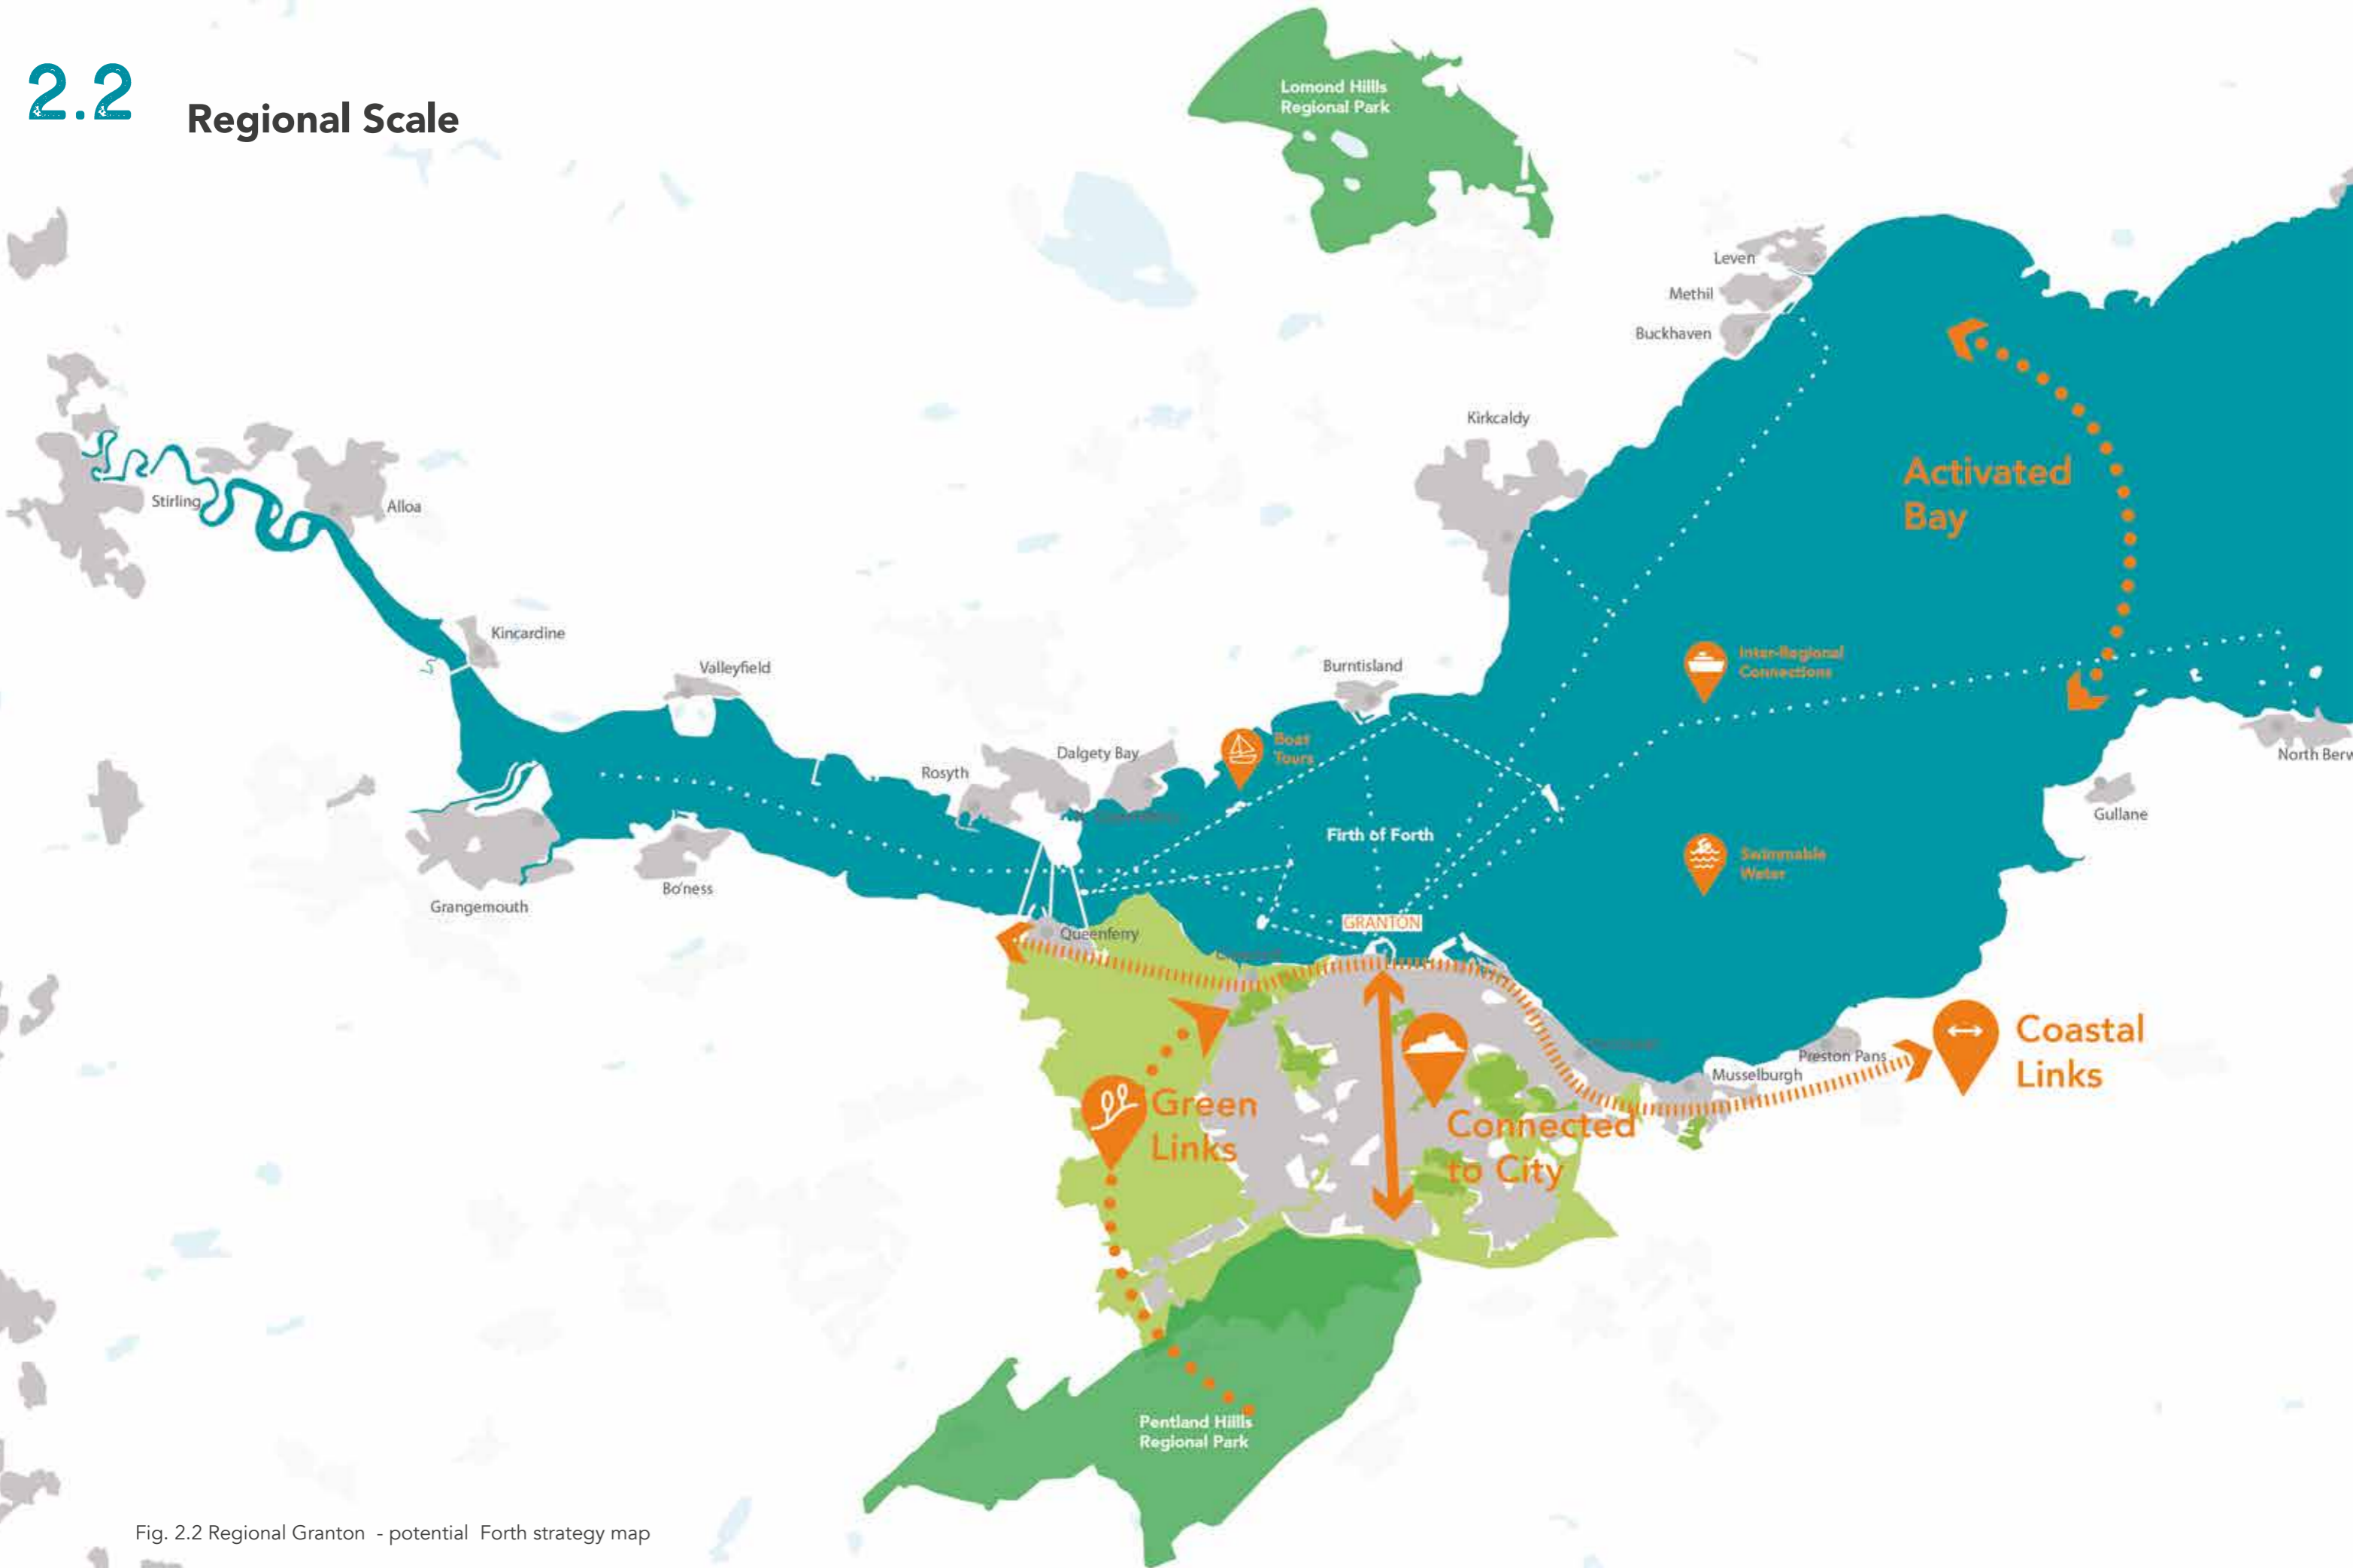 2.2
Regional Scale
Lomond Hillls
Regional Park
Leven
Methil
Buckhaven
Kirkcaldy
Activated
Bay
Stirling
Alloa
Kincardine
Valleyfield
Burntisland
Inter-Regional
Connections
Rosyth
Dalgety Bay
Boat
Tours
North Berw
Gullane
Firth of Forth
Swimmable
Water
Grangemouth
Bo'ness
GRANTON
Queenferry
Coastal
Links
Preston Pans
Musselburgh
Green
Links
Connected
to City
Pentland Hillls
Regional Park
Fig. 2.2 Regional Granton - potential Forth strategy map